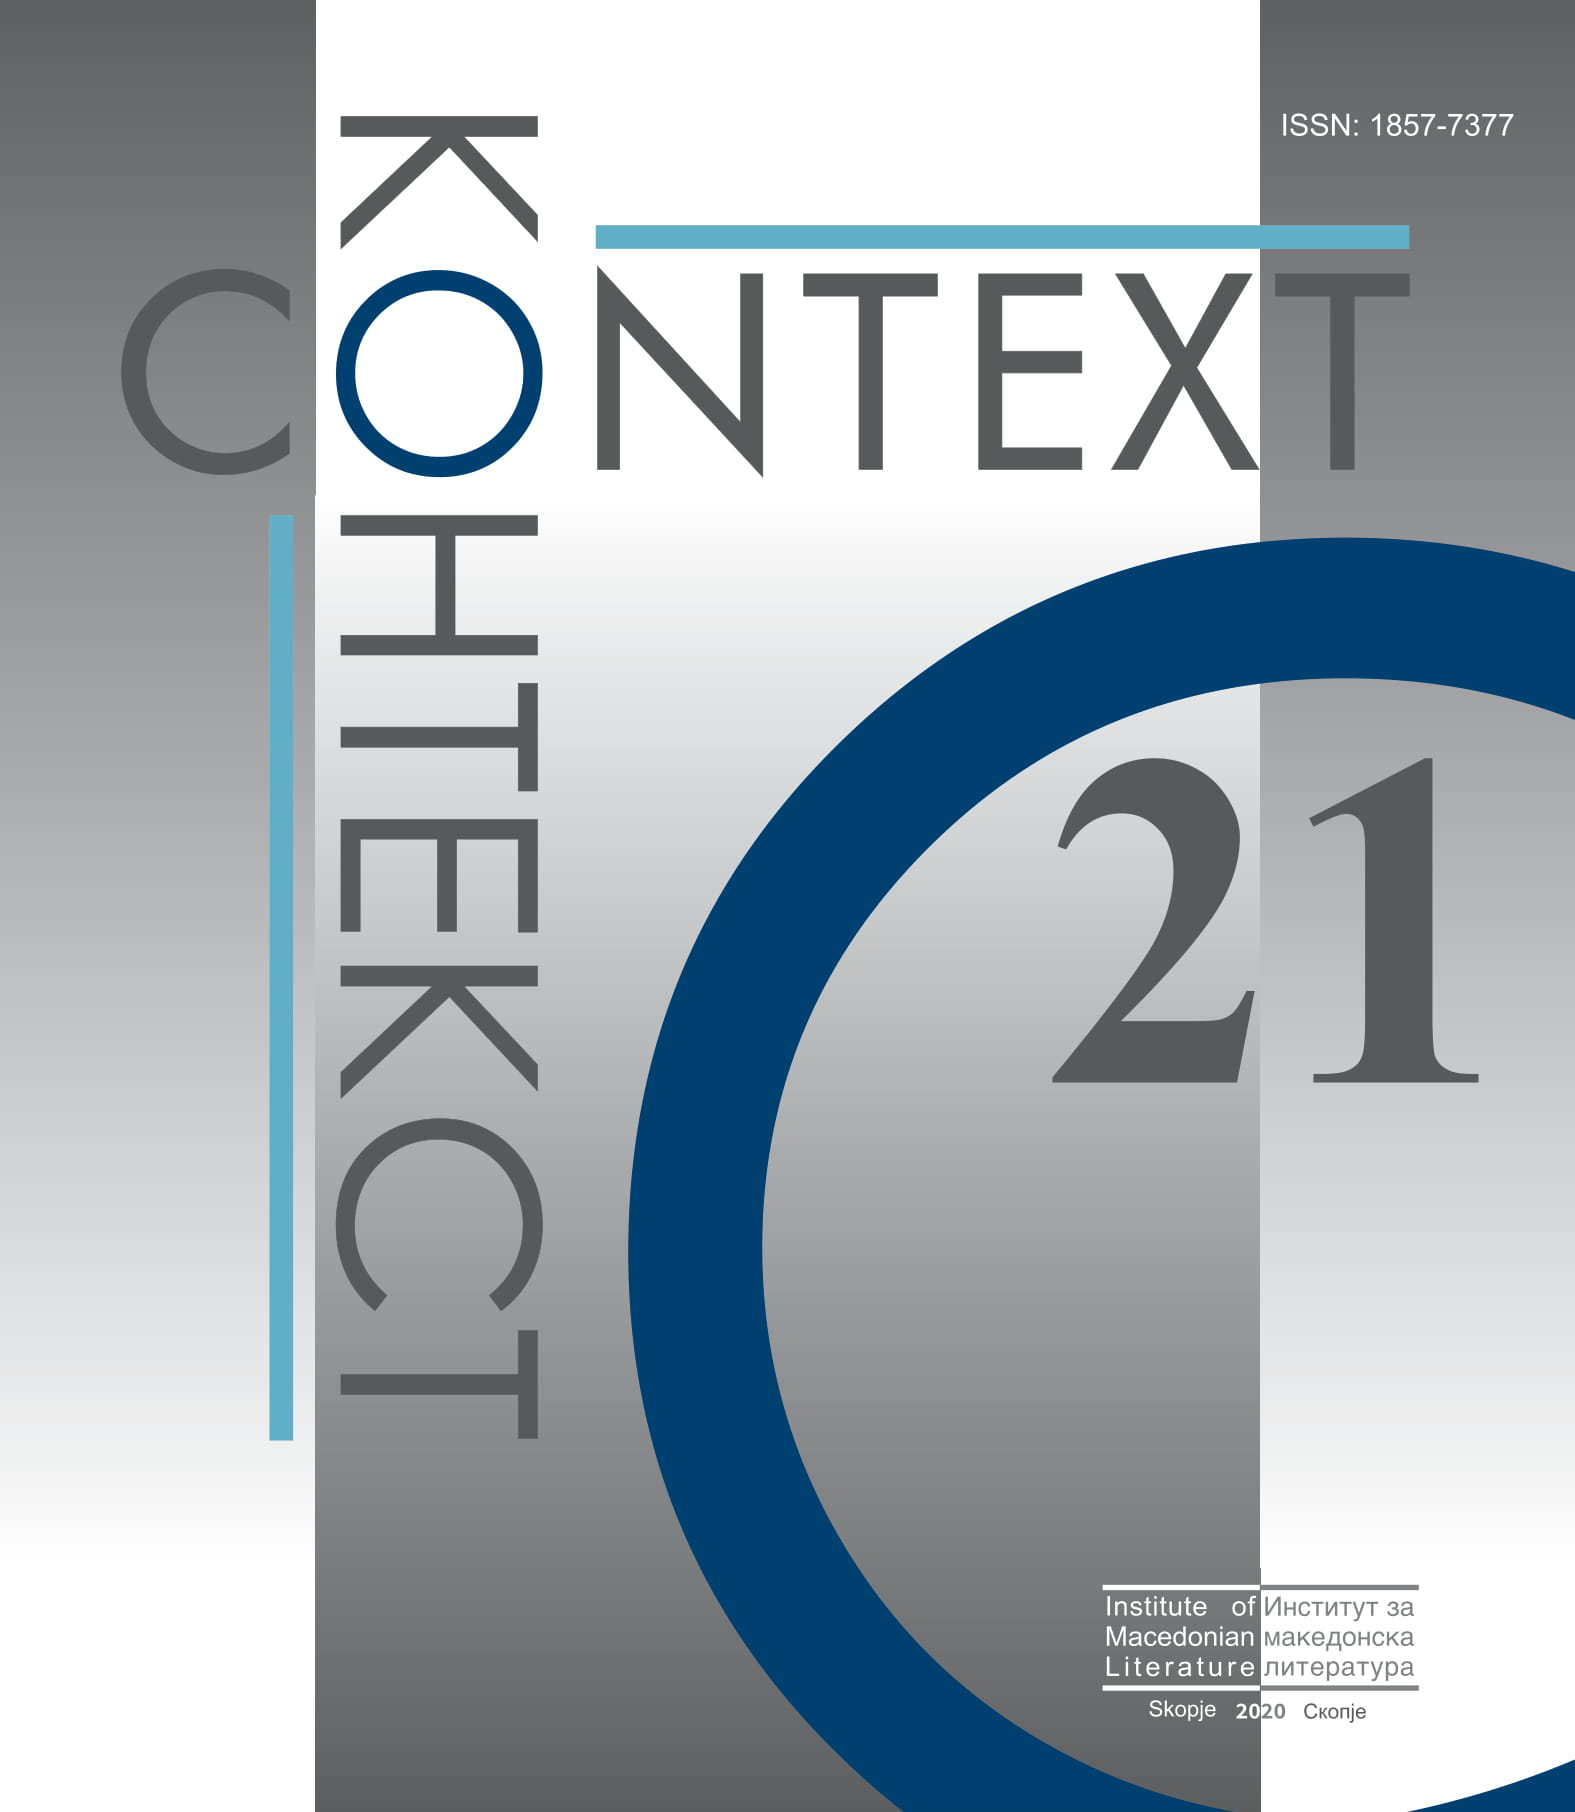 ISSN: 1857-7377
CONTEXT
КОНТЕКСТ
21
Institute of Институт за
Macedonian македонска
Literature литература
Skopje 2020 Скопје